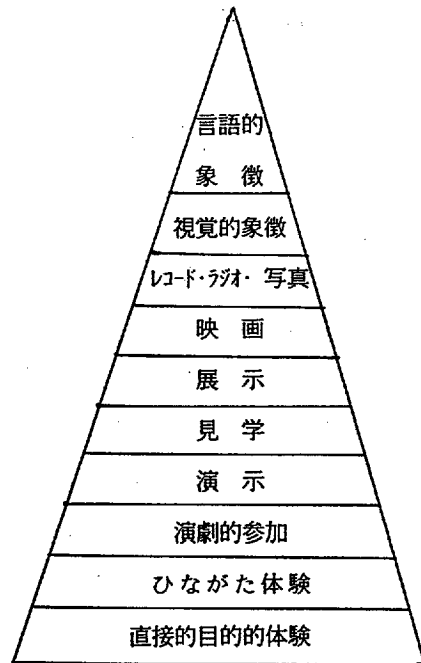 言語的
象徴
視覚的象徴
レコード・ラジオ・写真
映画
展示
見学
演示
演劇的参加
ひながた体験
直接的目的的体験